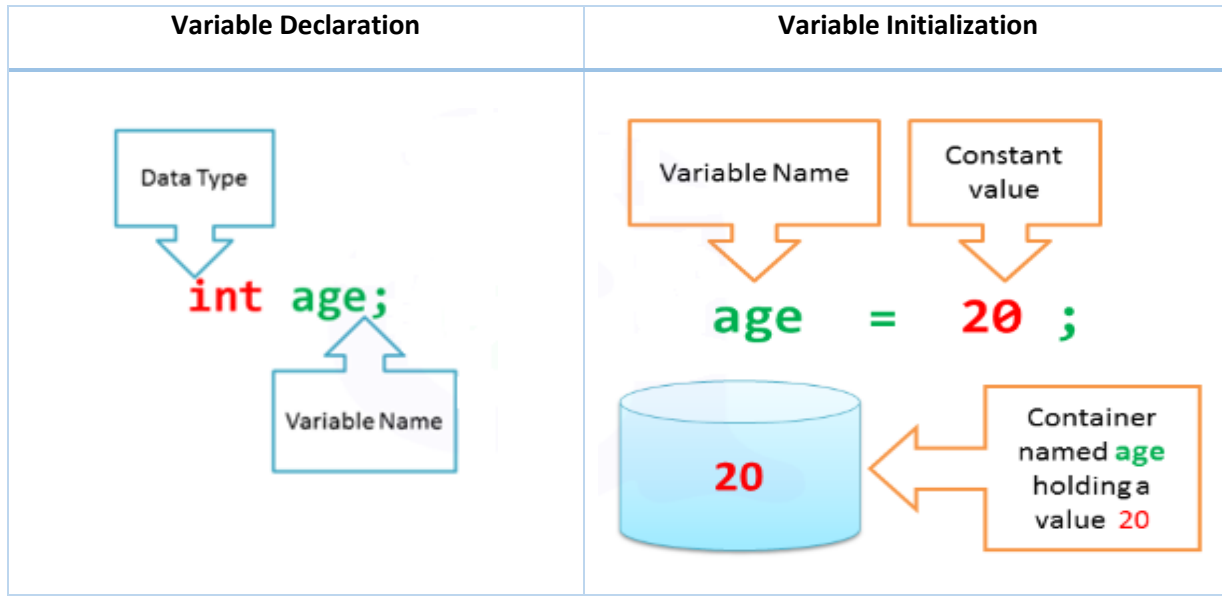 Variable Declaration
Variable Initialization
Data Type
int age;
Variable Name
Variable Name
Constant
value
age = 20 ;
20
Container
named age
holding a
value 20